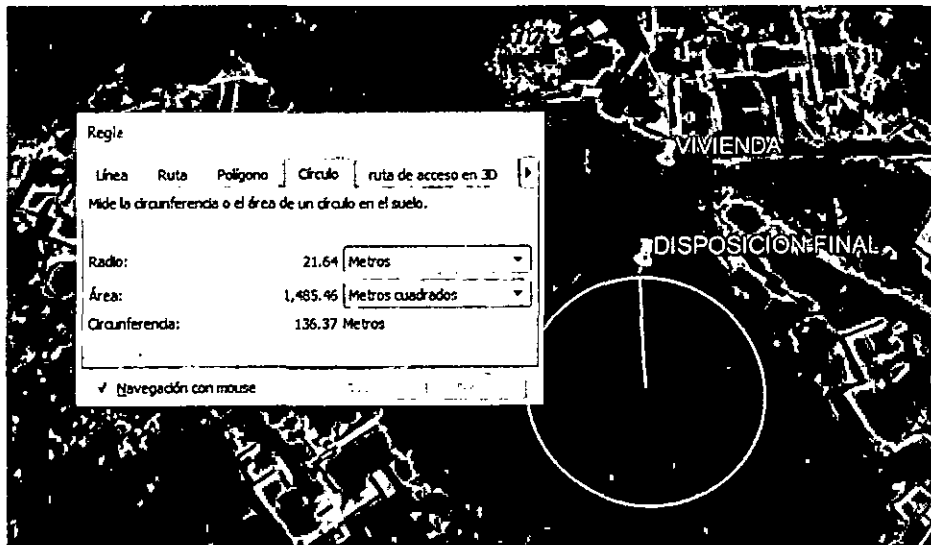 Regla
Línea Ruta Polígono Círculo ruta de acceso en 3D
Mide la circunferencia o el área de un círculo en el suelo.
Radio: 21.64 Metros
Área: 1,485.46 Metros cuadrados
Circunferencia: 136.37 Metros
Navegación con mouse
VIVIENDA
DISPOSICION FINAL